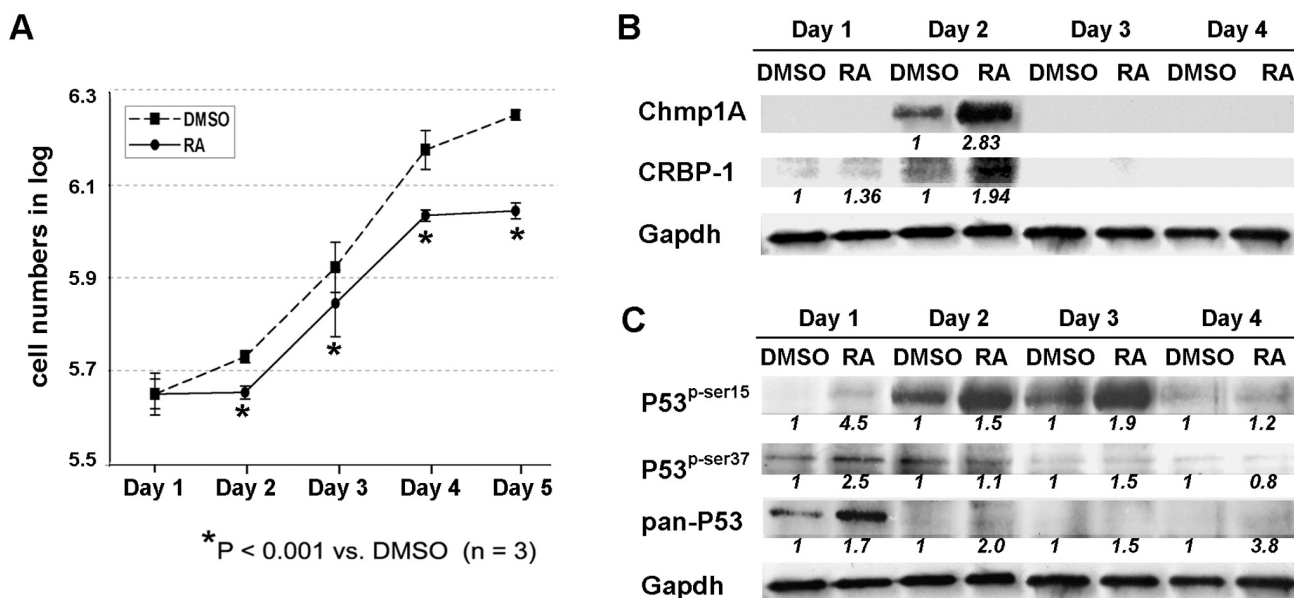 A
cell numbers in log
6.3
6.1
5.9
5.7
5.5
DMSO
RA
* * * *
Day 1 Day 2 Day 3 Day 4 Day 5
*P < 0.001 vs. DMSO (n = 3)
B
Day 1 Day 2 Day 3 Day 4
DMSO RA DMSO RA DMSO RA DMSO RA
Chmp1A
1 2.83
CRBP-1
1 1.36 1 1.94
Gapdh
C
Day 1 Day 2 Day 3 Day 4
DMSO RA DMSO RA DMSO RA DMSO RA
P53p-ser15
1 4.5 1 1.5 1 1.9 1 1.2
P53p-ser37
1 2.5 1 1.1 1 1.5 1 0.8
pan-P53
1 1.7 1 2.0 1 1.5 1 3.8
Gapdh